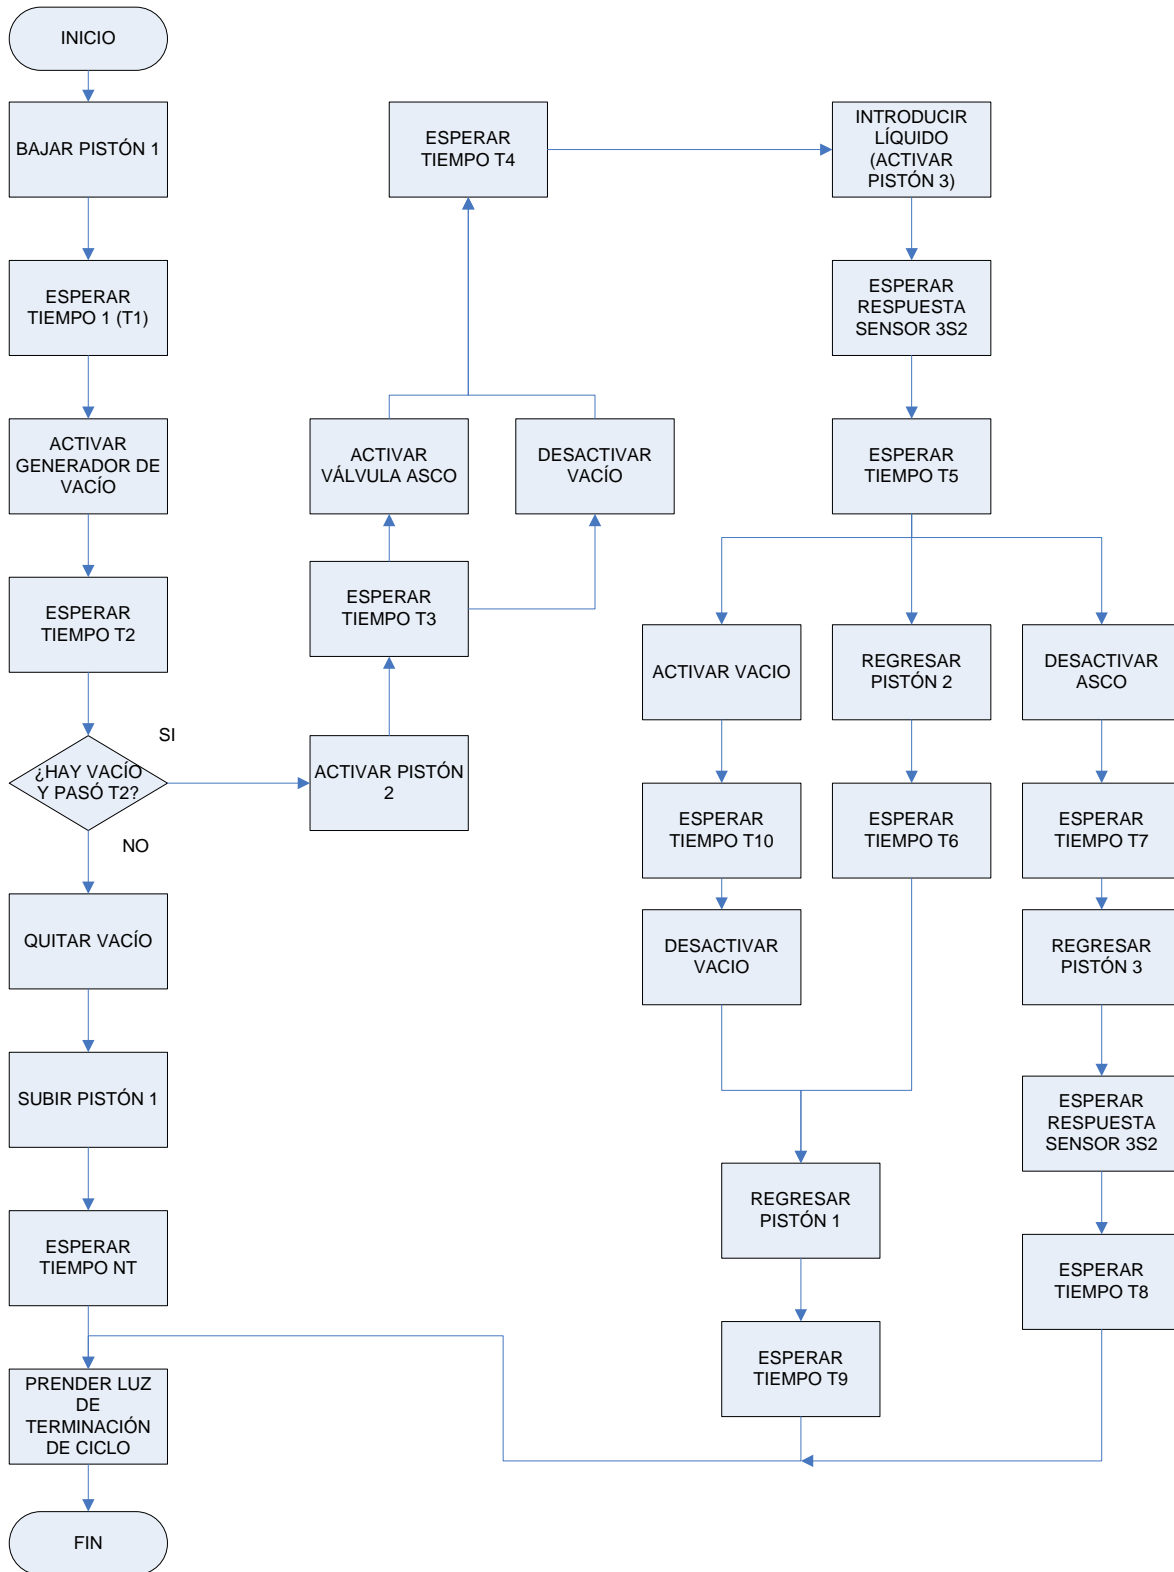 INICIO
BAJAR PISTÓN 1
ESPERAR
TIEMPO 1 (T1)
ACTIVAR
GENERADOR DE
VACÍO
ESPERAR
TIEMPO T2
¿HAY VACÍO
Y PASÓ T2?
SI
NO
QUITAR VACÍO
SUBIR PISTÓN 1
ESPERAR
TIEMPO NT
PRENDER LUZ
DE
TERMINACIÓN
DE CICLO
FIN
ACTIVAR PISTÓN
2
ESPERAR
TIEMPO T3
ACTIVAR
VÁLVULA ASCO
DESACTIVAR
VACÍO
ESPERAR
TIEMPO T4
INTRODUCIR
LÍQUIDO
(ACTIVAR
PISTÓN 3)
ESPERAR
RESPUESTA
SENSOR 3S2
ESPERAR
TIEMPO T5
ACTIVAR VACIO
ESPERAR
TIEMPO T10
DESACTIVAR
VACIO
REGRESAR
PISTÓN 2
ESPERAR
TIEMPO T6
DESACTIVAR
ASCO
ESPERAR
TIEMPO T7
REGRESAR
PISTÓN 3
ESPERAR
RESPUESTA
SENSOR 3S2
ESPERAR
TIEMPO T8
REGRESAR
PISTÓN 1
ESPERAR
TIEMPO T9